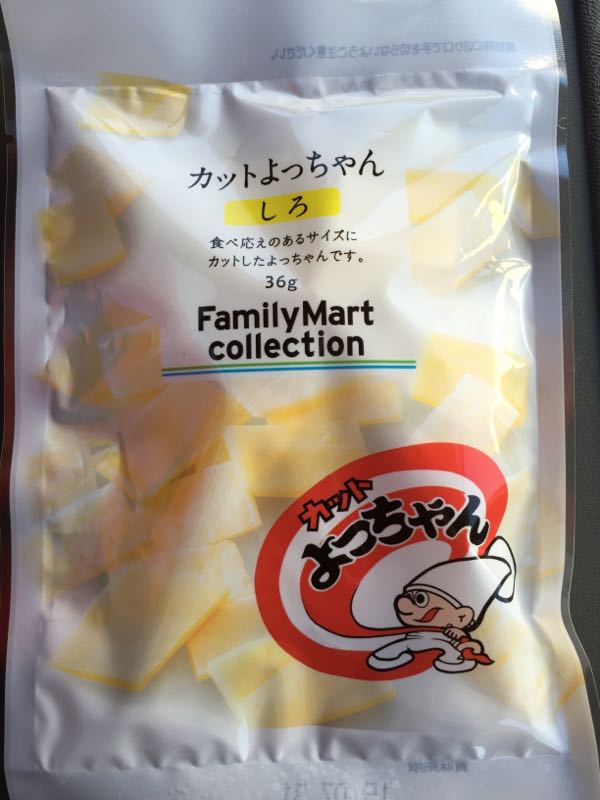 カットよっちゃん
しろ
食べ応えのあるサイズに
カットしたよっちゃんです。
36g
FamilyMart
collection
カット
よっちゃん